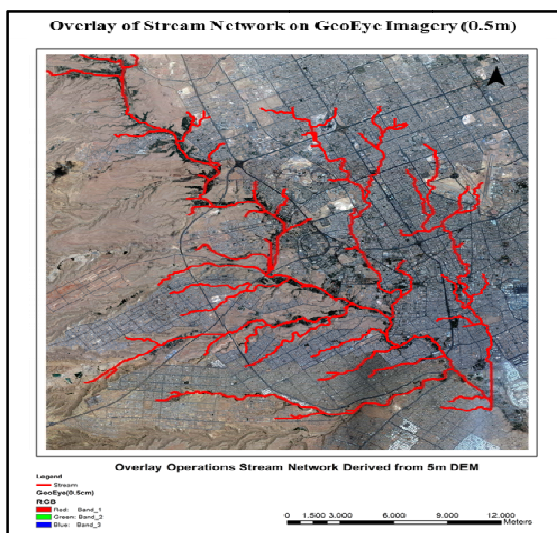 Overlay of Stream Network on GeoEye Imagery (0.5m)
Overlay Operations Stream Network Derived from 5m DEM
Legend
Stream
GeoEye(0.5cm)
RGB
Red: Band_1
Green: Band_2
Blue: Band_3
0 1,500 3,000 6,000 9,000 12,000
Meters